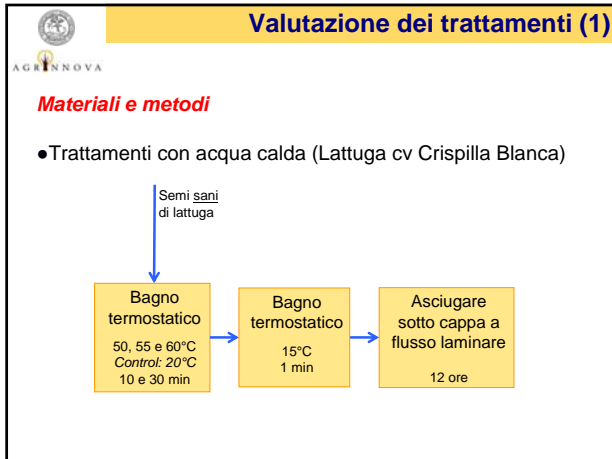 Valutazione dei trattamenti (1)
AGRINNOVA
Materiali e metodi
●Trattamenti con acqua calda (Lattuga cv Crispilla Blanca)
Semi sani
di lattuga
Bagno
termostatico
50, 55 e 60°C
Control: 20°C
10 e 30 min
Bagno
termostatico
15°C
1 min
Asciugare
sotto cappa a
flusso laminare
12 ore